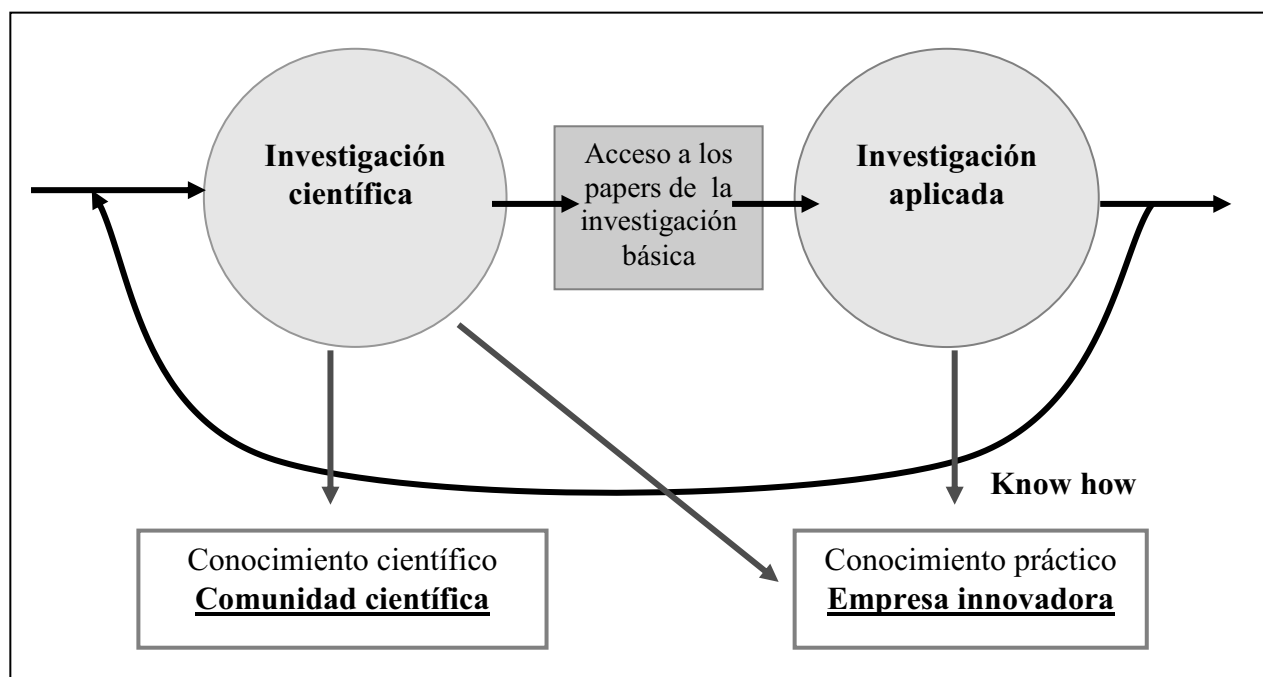 Investigación
científica
Acceso a los
papers de la
investigación
básica
Investigación
aplicada
Know how
Conocimiento científico
Comunidad científica
Conocimiento práctico
Empresa innovadora